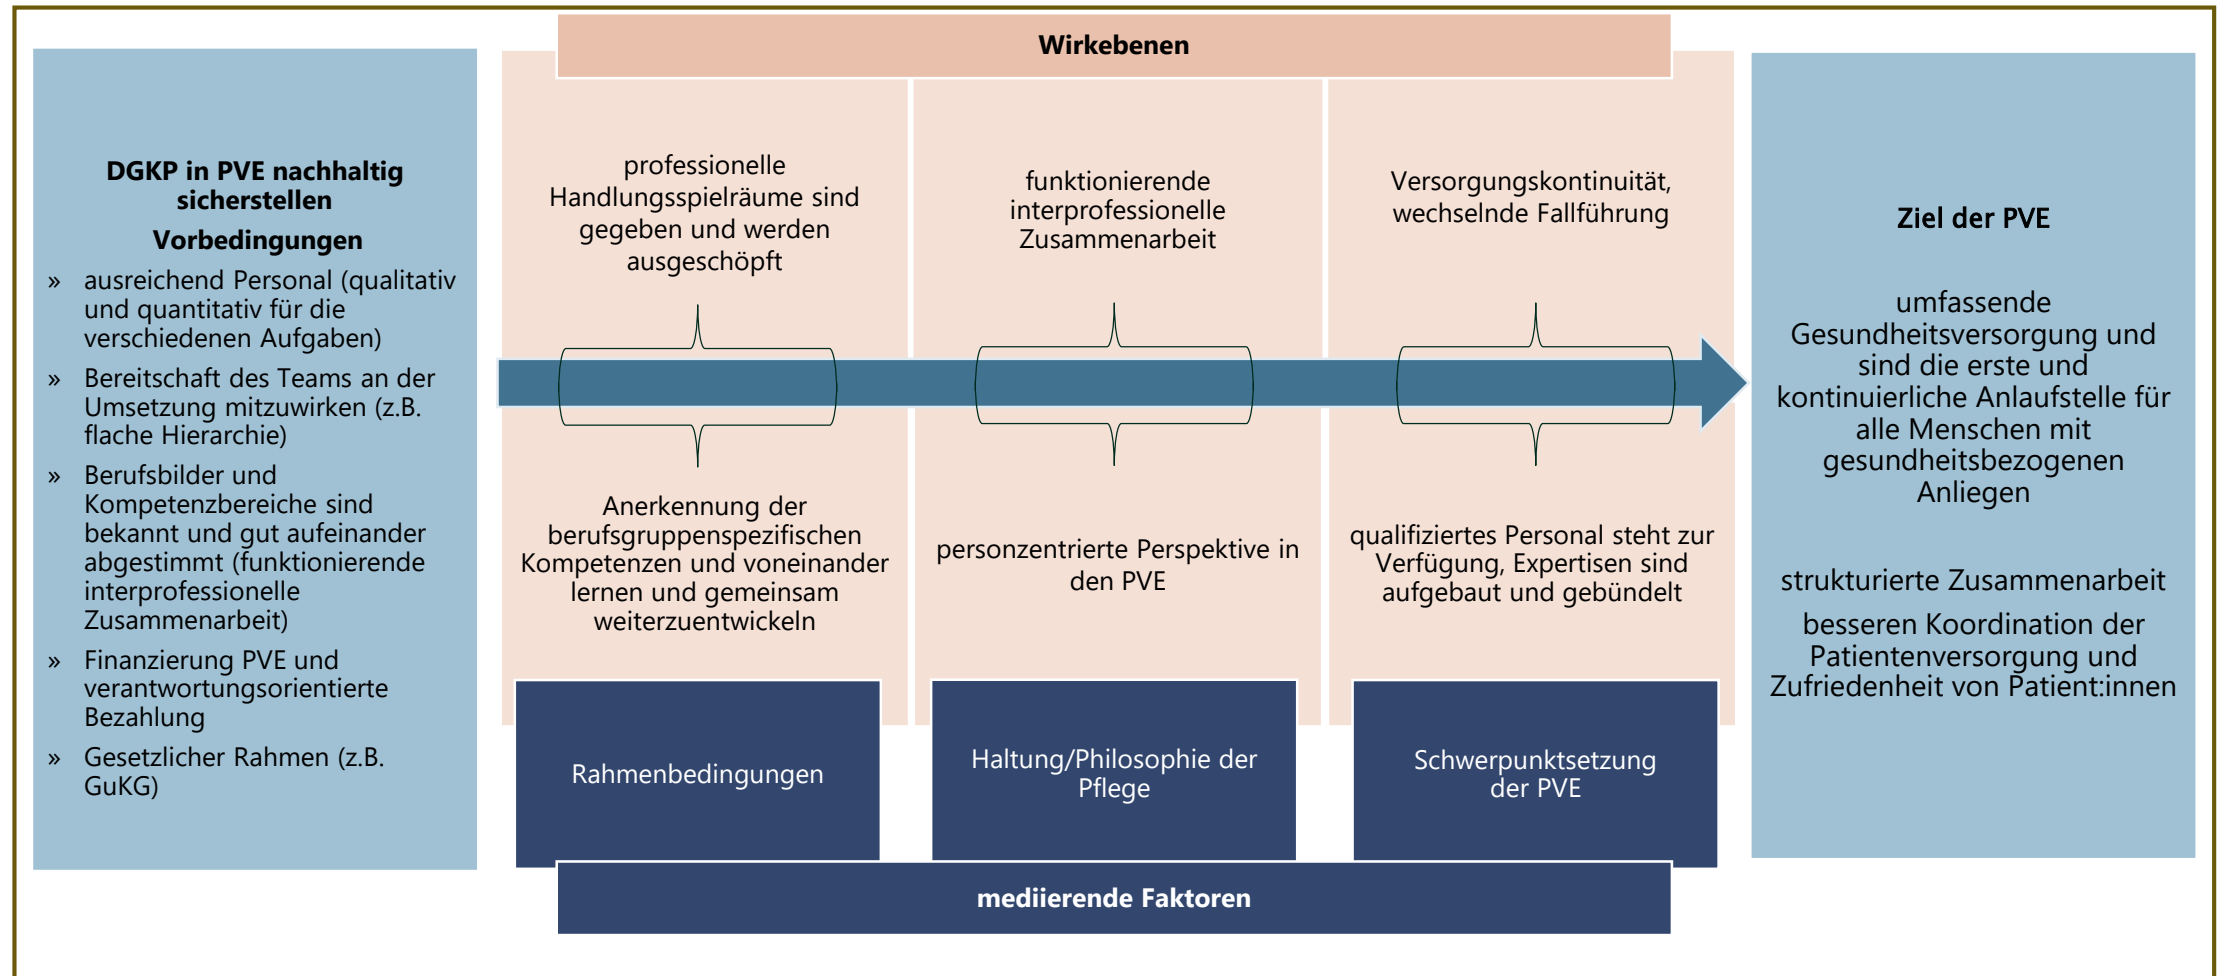 DGKP in PVE nachhaltig
sicherstellen
Vorbedingungen
» ausreichend Personal (qualitativ
und quantitativ für die
verschiedenen Aufgaben)
» Bereitschaft des Teams an der
Umsetzung mitzuwirken (z.B.
flache Hierarchie)
» Berufsbilder und
Kompetenzbereiche sind
bekannt und gut aufeinander
abgestimmt (funktionierende
interprofessionelle
Zusammenarbeit)
» Finanzierung PVE und
verantwortungsorientierte
Bezahlung
» Gesetzlicher Rahmen (z.B.
GuKG)
Wirkebenen
professionelle
Handlungsspielräume sind
gegeben und werden
ausgeschöpft
funktionierende
interprofessionelle
Zusammenarbeit
Versorgungskontinuität,
wechselnde Fallführung
Anerkennung der
berufsgruppenspezifischen
Kompetenzen und voneinander
lernen und gemeinsam
weiterzuentwickeln
personzentrierte Perspektive in
den PVE
qualifiziertes Personal steht zur
Verfügung, Expertisen sind
aufgebaut und gebündelt
Rahmenbedingungen
Haltung/Philosophie der
Pflege
Schwerpunktsetzung
der PVE
mediierende Faktoren
Ziel der PVE
umfassende
Gesundheitsversorgung und
sind die erste und
kontinuierliche Anlaufstelle für
alle Menschen mit
gesundheitsbezogenen
Anliegen
strukturierte Zusammenarbeit
besseren Koordination der
Patientenversorgung und
Zufriedenheit von Patient:innen